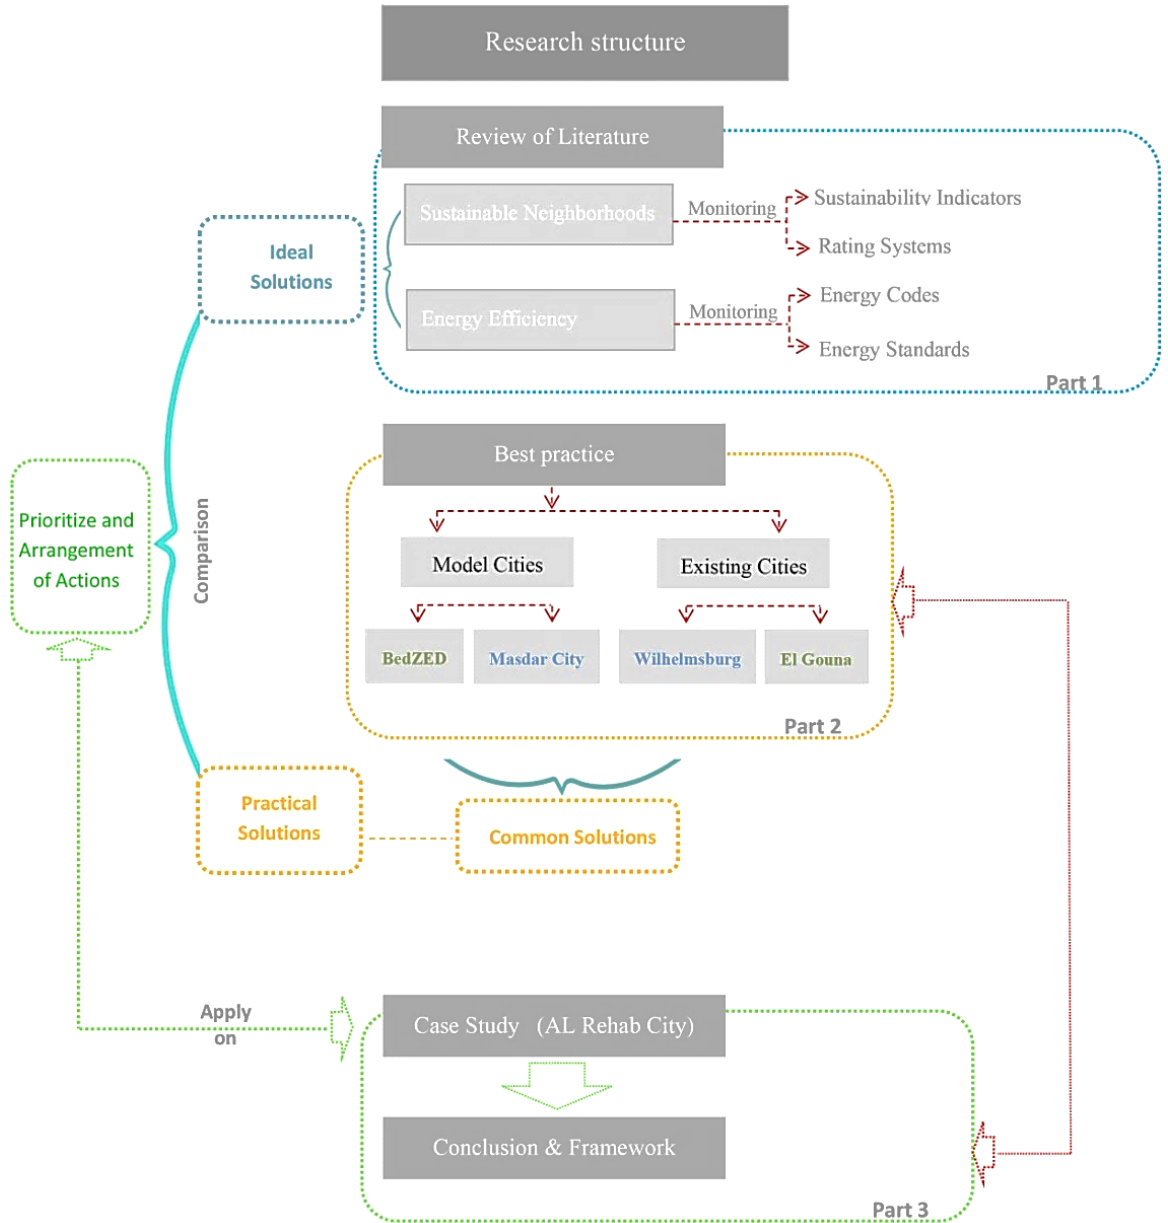 Research structure
Review of Literature
Sustainable Neighborhoods
Monitoring
Sustainability Indicators
Rating Systems
Ideal
Solutions
Energy Efficiency
Monitoring
Energy Codes
Energy Standards
Part 1
Best practice
Prioritize and
Arrangement
of Actions
Comparison
Model Cities
Existing Cities
BedZED
Masdar City
Wilhelmsburg
El Gouna
Part 2
Practical
Solutions
Common Solutions
Apply
on
Case Study (AL Rehab City)
Conclusion & Framework
Part 3